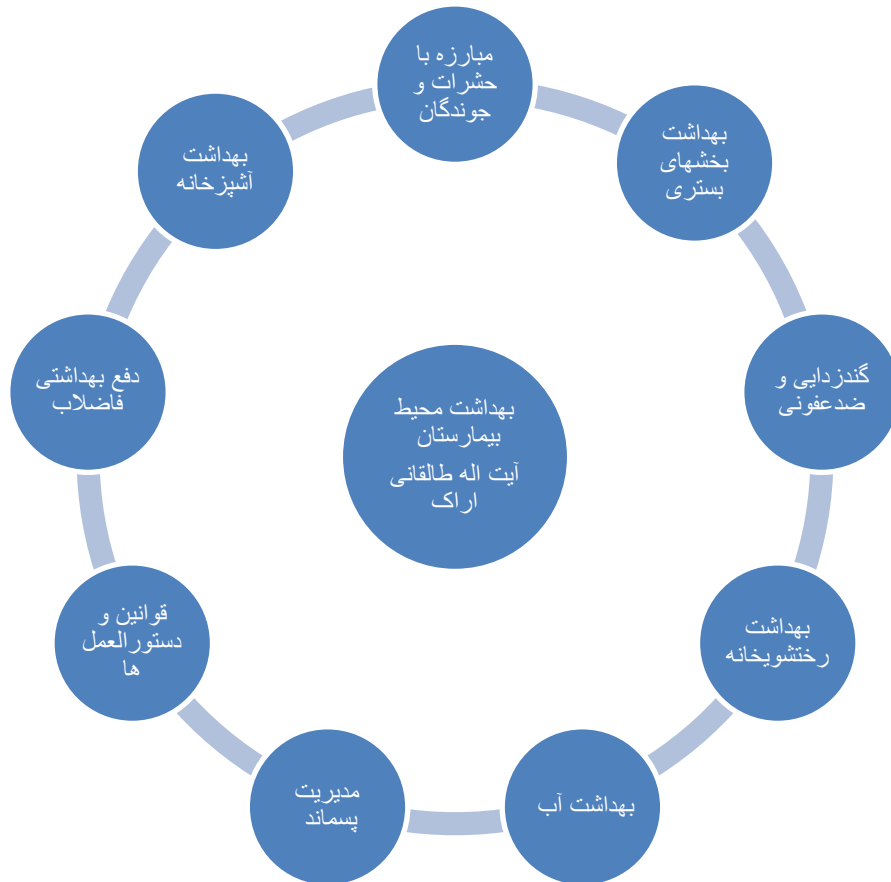 مبارزه با
حشرات و
جوندگان
بهداشت
بخشهای
بستری
گندزدایی و
ضدعفونی
بهداشت
رختشویخانه
بهداشت آب
مدیریت
پسماند
قوانین و
دستورالعمل
ها
دفع بهداشتی
فاضلاب
بهداشت
آشپزخانه
بهداشت محیط
بیمارستان
آیت اله طالقانی
اراک